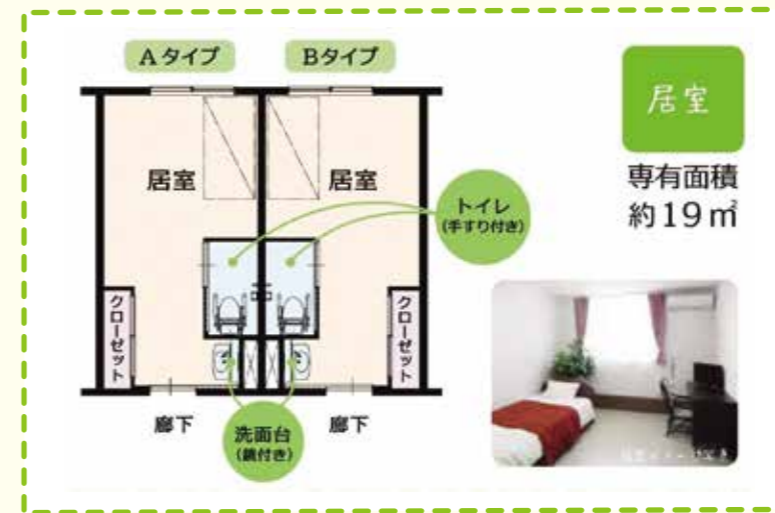 Aタイプ
Bタイプ
居室
居室
居室
専有面積
約19㎡
トイレ
(手すり付き)
クローゼット
クローゼット
廊下
廊下
洗面台
(鏡付き)